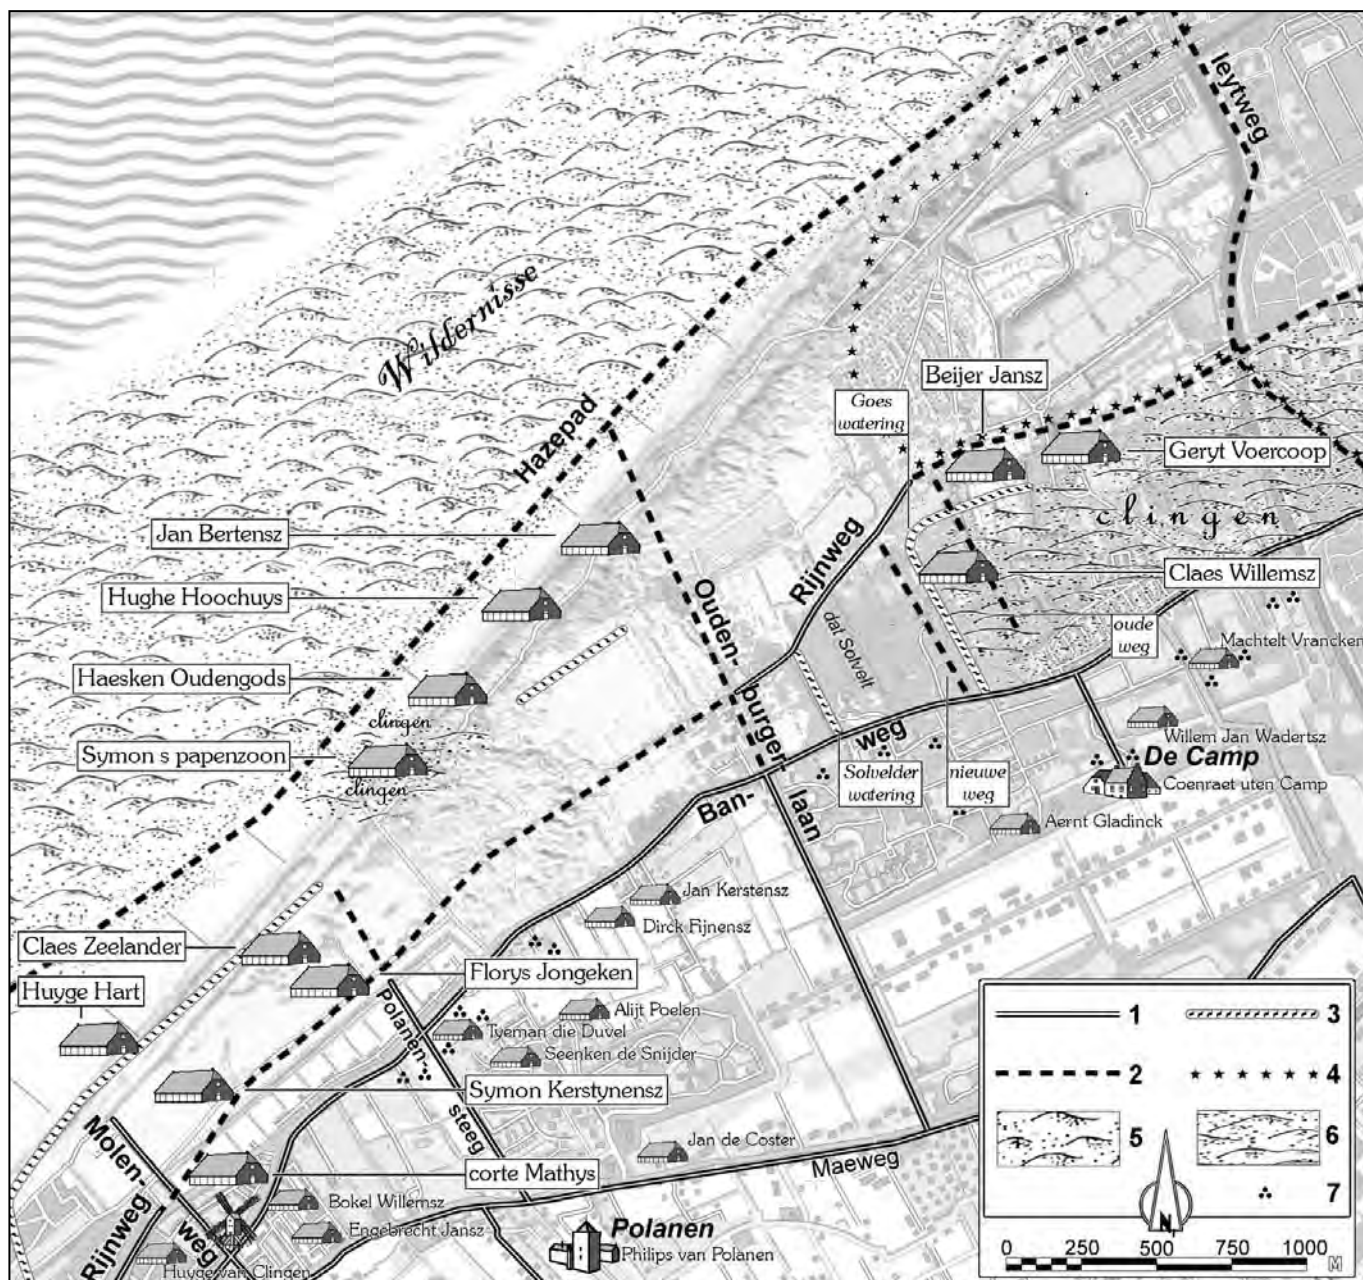 leytweg
Wildernisse
Beijer Jansz
Goes
watering
Hazepad
Geryt Voercoop
clingen
Jan Bertensz
Rijnweg
Claes Willemsz
Hughe Hoochuys
Ouden-
burger-
laan
dat Solvelt
oude
weg
Machtelt Vrancken
Haesken Oudengods
clingen
Symon s papenzoon
clingen
Willem Jan Wadertsz
De Camp
Coenraet uten Camp
Ban-
weg
Solvelder
watering
nieuwe
weg
Aernt Gladinck
Jan Kerstensz
Dirck Fijnensz
Claes Zeelander
Florys Jongeken
Huyge Hart
Polanen-
steeg
Alijt Poelen
Tyeman die Duvel
Seenken de Snijder
Symon Kerstynensz
Jan de Coster
Maeweg
Molen-
weg
corte Mathys
Rijnweg
Bokel Willemsz
Engebrecht Jansz
Huyge van Clingen
Polanen
Philips van Polanen
1
3
2
4
5
6
7
N
0 250 500 750 1000
M